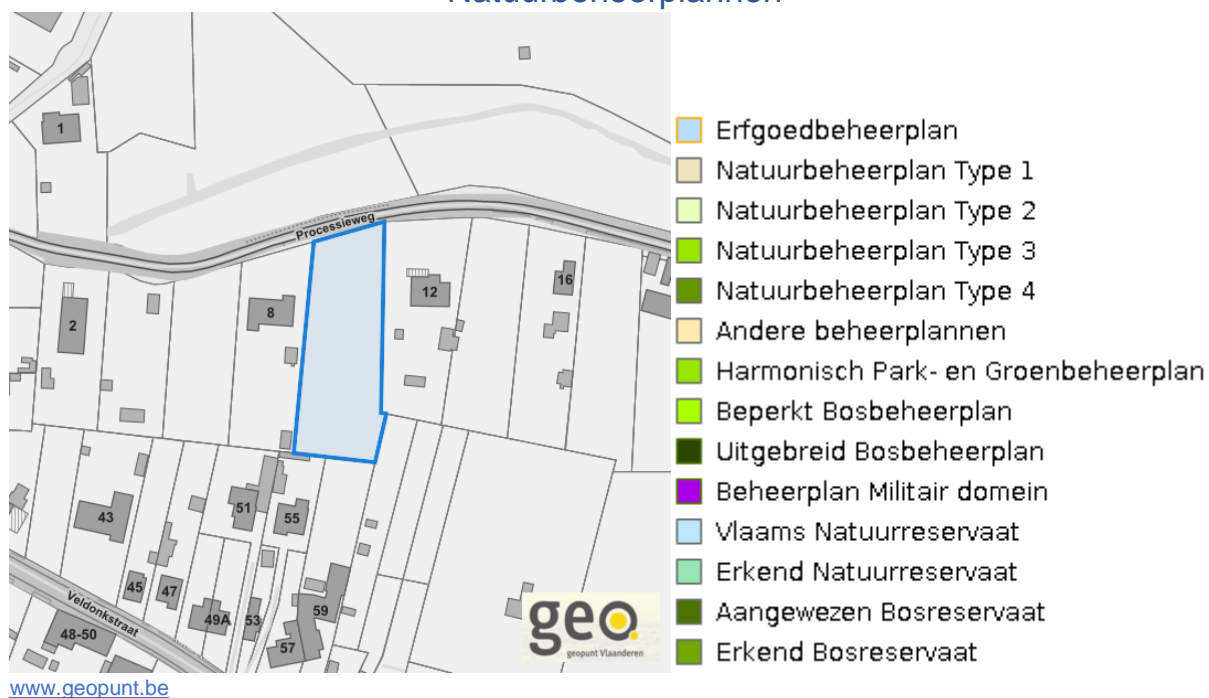 Natuurbeheerplannen
1
Processieweg
12
16
8
2
43
51
55
45
47
49A
53
59
57
Veldonkstraat
48-50
geo.
geopunt Vlaanderen
Erfgoedbeheerplan
Natuurbeheerplan Type 1
Natuurbeheerplan Type 2
Natuurbeheerplan Type 3
Natuurbeheerplan Type 4
Andere beheerplannen
Harmonisch Park- en Groenbeheerplan
Beperkt Bosbeheerplan
Uitgebreid Bosbeheerplan
Beheerplan Militair domein
Vlaams Natuurreservaat
Erkend Natuurreservaat
Aangewezen Bosreservaat
Erkend Bosreservaat
www.geopunt.be